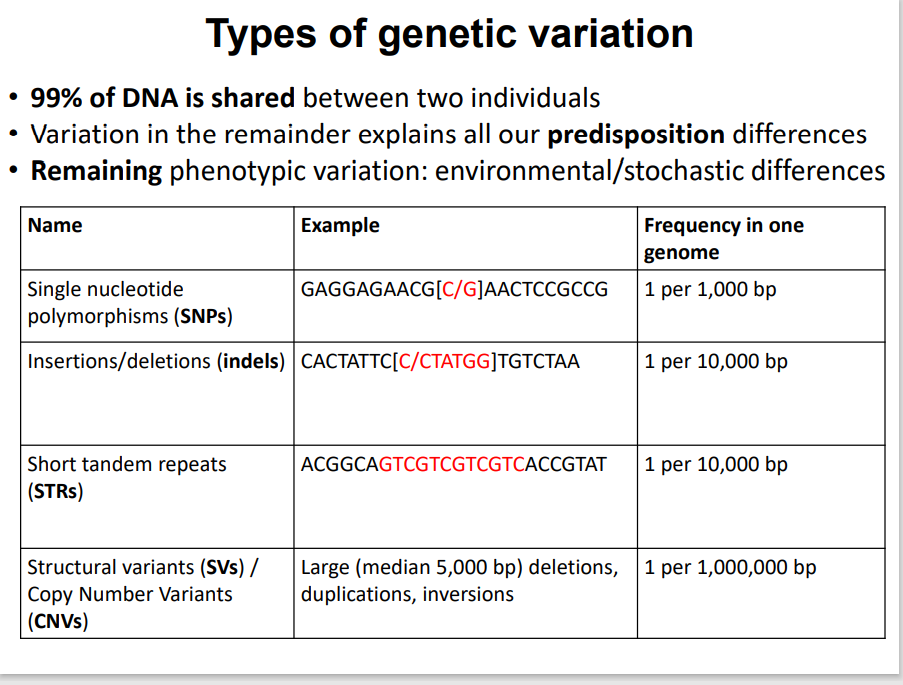 Types of genetic variation
• 99% of DNA is shared between two individuals
• Variation in the remainder explains all our predisposition differences
• Remaining phenotypic variation: environmental/stochastic differences
Name
Example
Frequency in one
genome
Single nucleotide
polymorphisms (SNPs)
GAGGAGAACG[C/G]AACTCCGCCG
1 per 1,000 bp
Insertions/deletions (indels)
CACTATTC[C/CTATGG]TGTCTAA
1 per 10,000 bp
Short tandem repeats
(STRs)
ACGGCAGTCGTCGTCGTCACCGTAT
1 per 10,000 bp
Structural variants (SVs) /
Copy Number Variants
(CNVs)
Large (median 5,000 bp) deletions,
duplications, inversions
1 per 1,000,000 bp